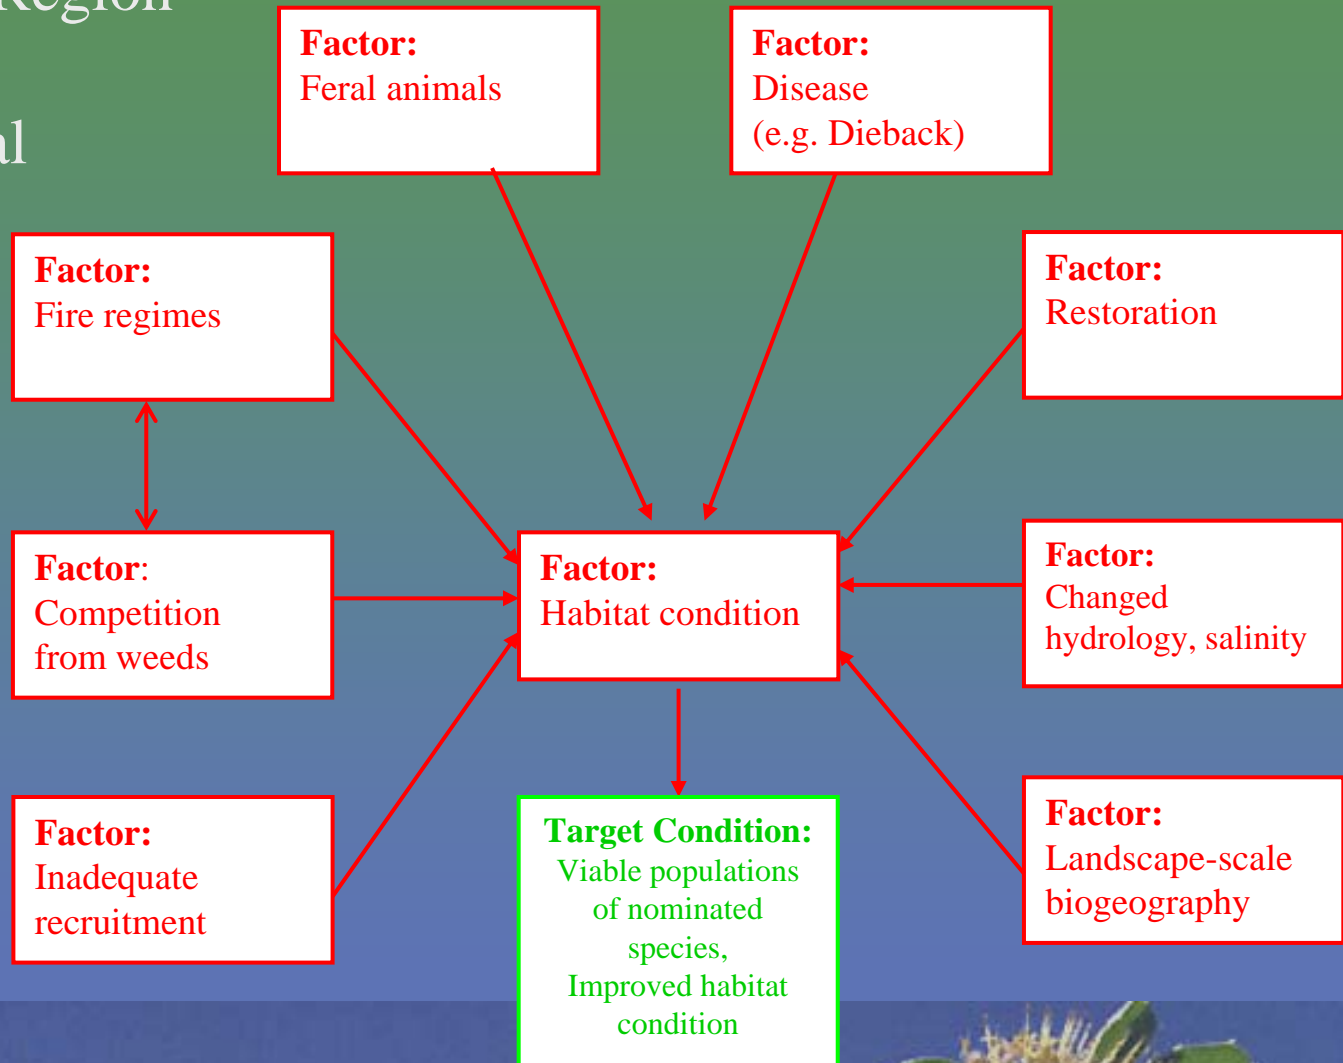 Region
al
Factor:
Feral animals
Factor:
Disease
(e.g. Dieback)
Factor:
Fire regimes
Factor:
Restoration
Factor:
Competition
from weeds
Factor:
Habitat condition
Factor:
Changed
hydrology, salinity
Factor:
Inadequate
recruitment
Target Condition:
Viable populations
of nominated
species,
Improved habitat
condition
Factor:
Landscape-scale
biogeography